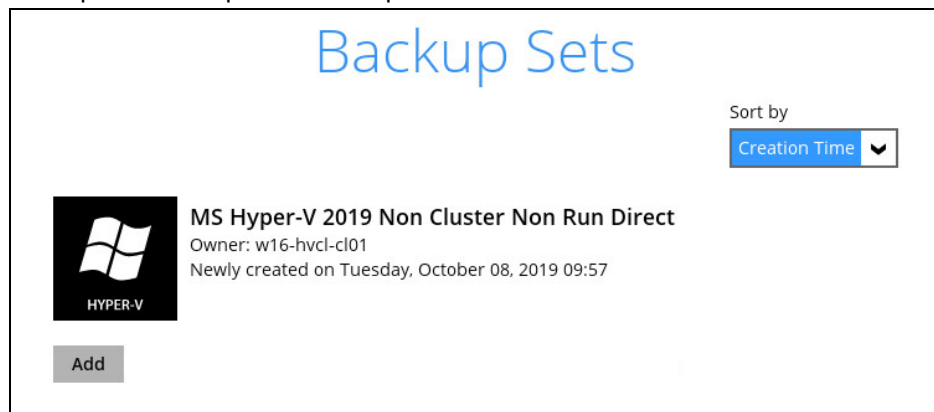 Backup Sets
Sort by
Creation Time
MS Hyper-V 2019 Non Cluster Non Run Direct
Owner: w16-hvcl-cl01
Newly created on Tuesday, October 08, 2019 09:57
HYPER-V
Add